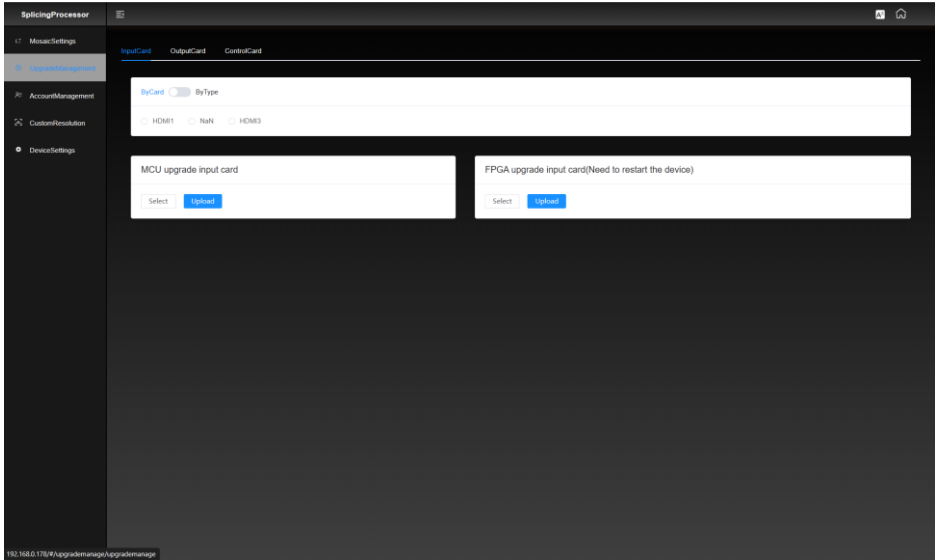 SplicingProcessor
MosaicSettings
UpgradeManagement
AccountManagement
CustomResolution
DeviceSettings
InputCard OutputCard ControlCard
ByCard ByType
HDMI1 NaN HDMI3
MCU upgrade input card
Select Upload
FPGA upgrade input card(Need to restart the device)
Select Upload
192.168.0.178/#/upgrademanage/upgrademanage